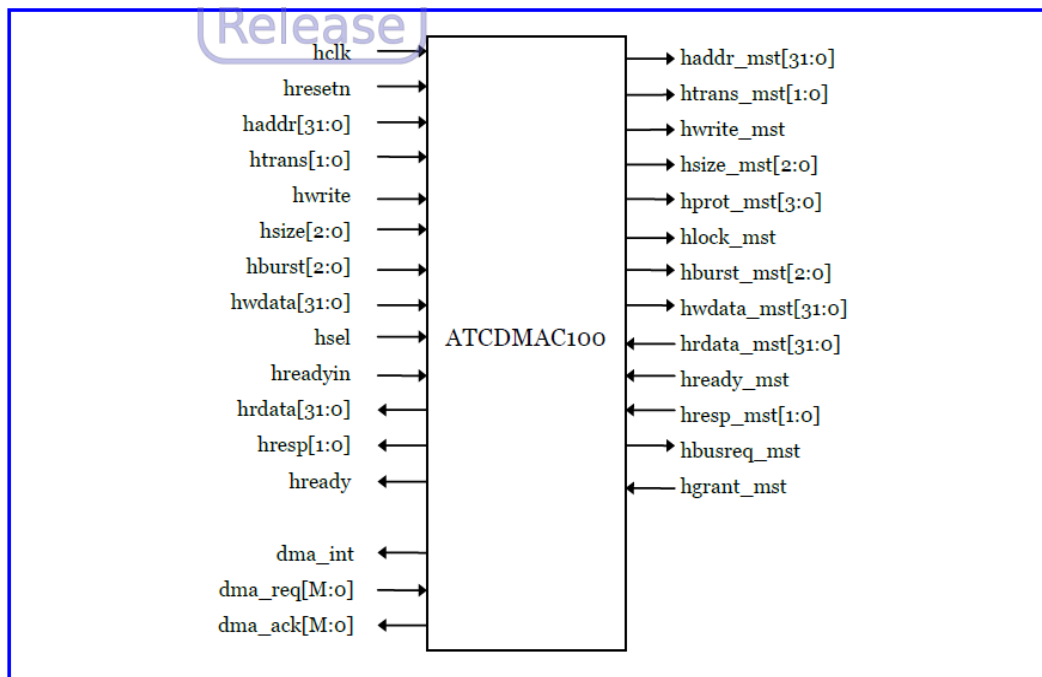 Release
hclk
hresetn
haddr[31:0]
htrans[1:0]
hwrite
hsize[2:0]
hburst[2:0]
hwdata[31:0]
hsel
hreadyin
hrdata[31:0]
hresp[1:0]
hready
dma_int
dma_req[M:0]
dma_ack[M:0]
ATCDMAC100
haddr_mst[31:0]
htrans_mst[1:0]
hwrite_mst
hsize_mst[2:0]
hprot_mst[3:0]
hlock_mst
hburst_mst[2:0]
hwdata_mst[31:0]
hrdata_mst[31:0]
hready_mst
hresp_mst[1:0]
hbusreq_mst
hgrant_mst